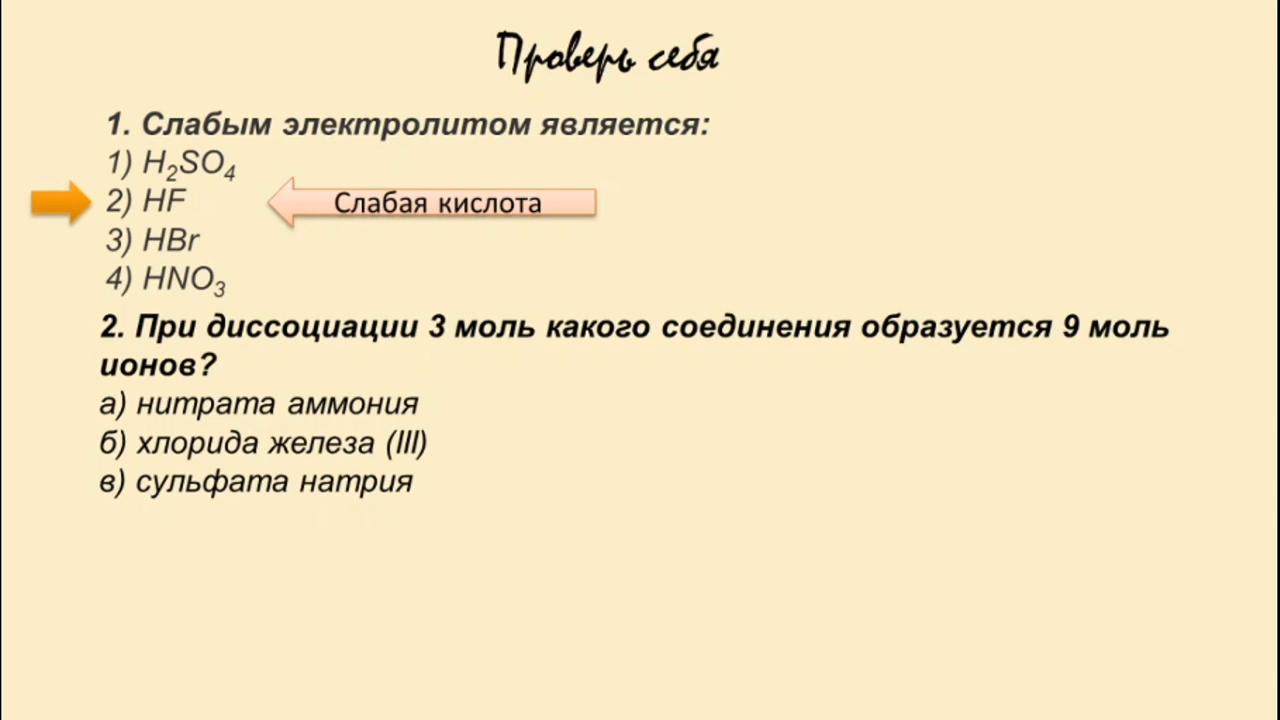 Проверь себя
1. Слабым электролитом является:
1) H₂SO₄
2) HF
Слабая кислота
3) HBr
4) HNO₃
2. При диссоциации 3 моль какого соединения образуется 9 моль
ионов?
а) нитрата аммония
б) хлорида железа (III)
в) сульфата натрия